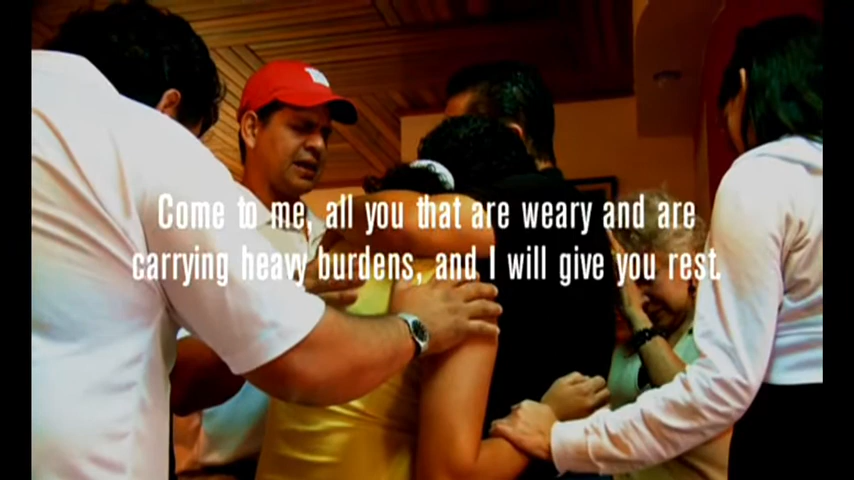 Come to me, all you that are weary and are
carrying heavy burdens, and I will give you rest.